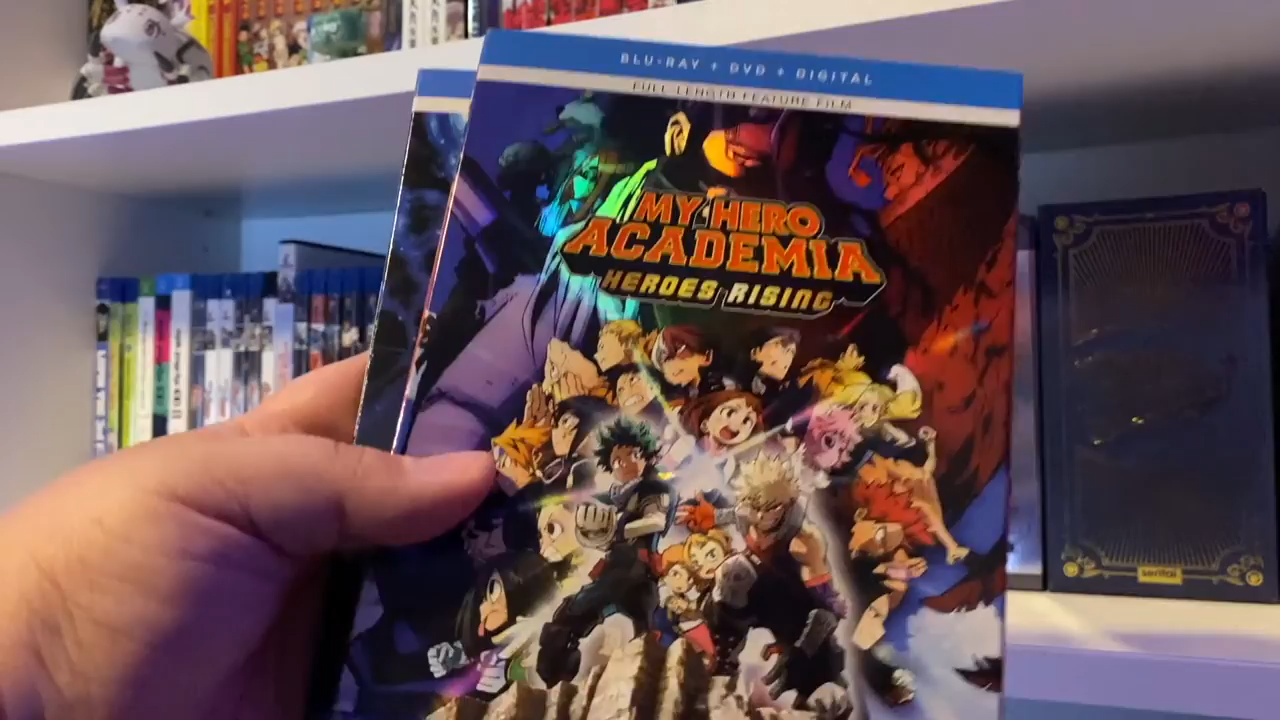 BLU-RAY + DVD + DIGITAL
FULL LENGTH FEATURE FILM
MY HERO
ACADEMIA
HEROES RISING